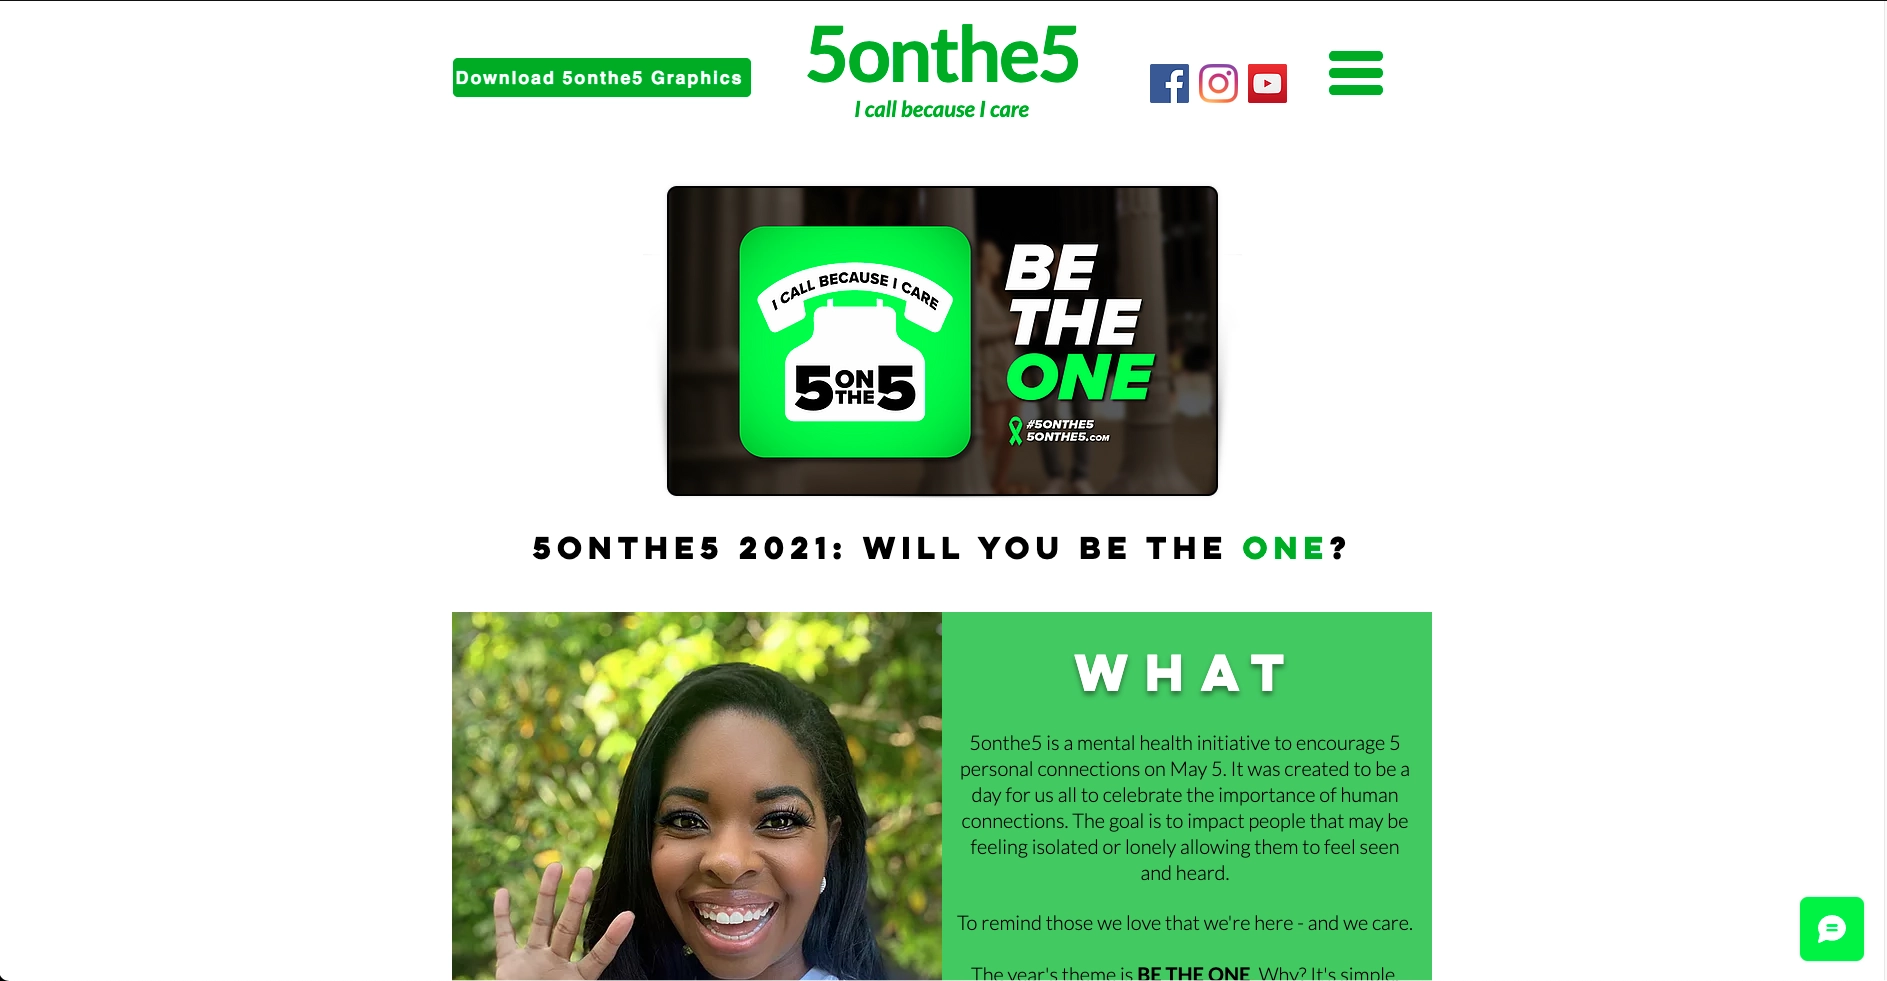 Download 5onthe5 Graphics
5onthe5
I call because I care
I CALL BECAUSE I CARE
5 ON THE 5
BE
THE
ONE
#5ONTHE5
5ONTHE5.COM
5ONTHE5 2021: WILL YOU BE THE ONE?
WHAT
5onthe5 is a mental health initiative to encourage 5
personal connections on May 5. It was created to be a
day for us all to celebrate the importance of human
connections. The goal is to impact people that may be
feeling isolated or lonely allowing them to feel seen
and heard.
To remind those we love that we're here - and we care.
The year's theme is BE THE ONE. Why? It's simple.